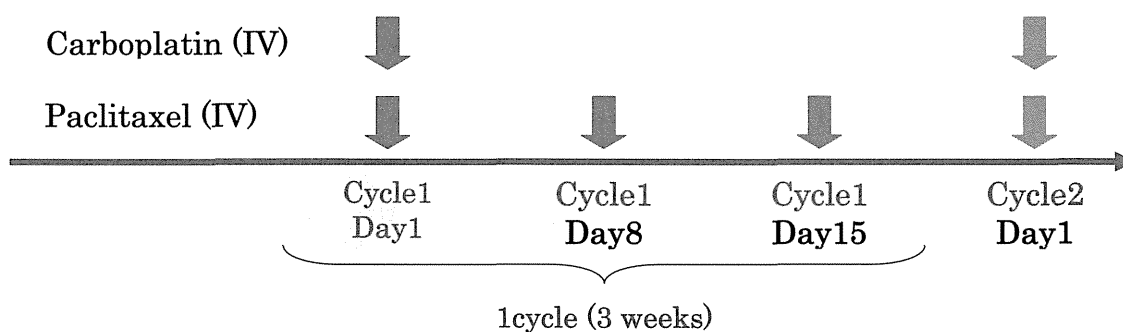 Carboplatin (IV)
Paclitaxel (IV)
Cycle1 Cycle1 Cycle1 Cycle2
Day1 Day8 Day15 Day1
1cycle (3 weeks)